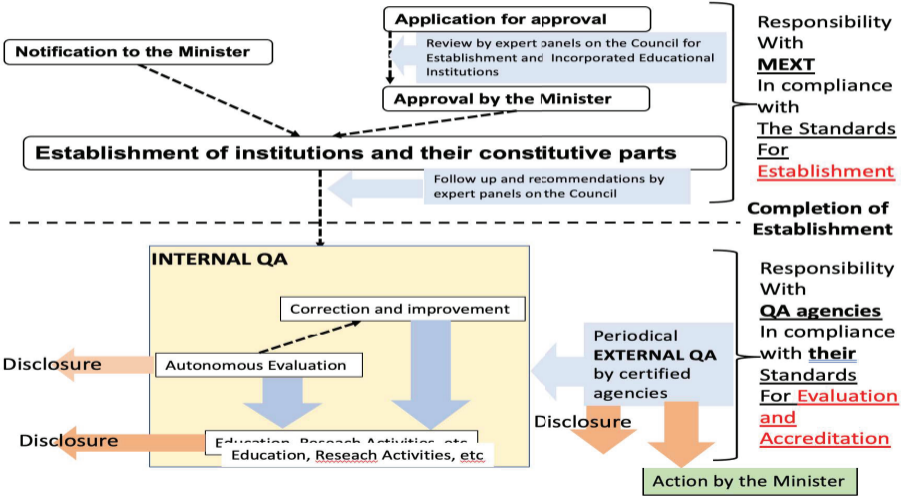 Application for approval
Notification to the Minister
Review by expert panels on the Council for
Establishment and Incorporated Educational
Institutions
Approval by the Minister
Establishment of institutions and their constitutive parts
Follow up and recommendations by
expert panels on the Council
Responsibility
With
MEXT
In compliance
with
The Standards
For
Establishment
Completion of
Establishment
INTERNAL QA
Correction and improvement
Autonomous Evaluation
Disclosure
Disclosure
Education, Reseach Activities, etc
Education, Reseach Activities, etc
Periodical
EXTERNAL QA
by certified
agencies
Disclosure
Action by the Minister
Responsibility
With
QA agencies
In compliance
with their
Standards
For Evaluation
and
Accreditation